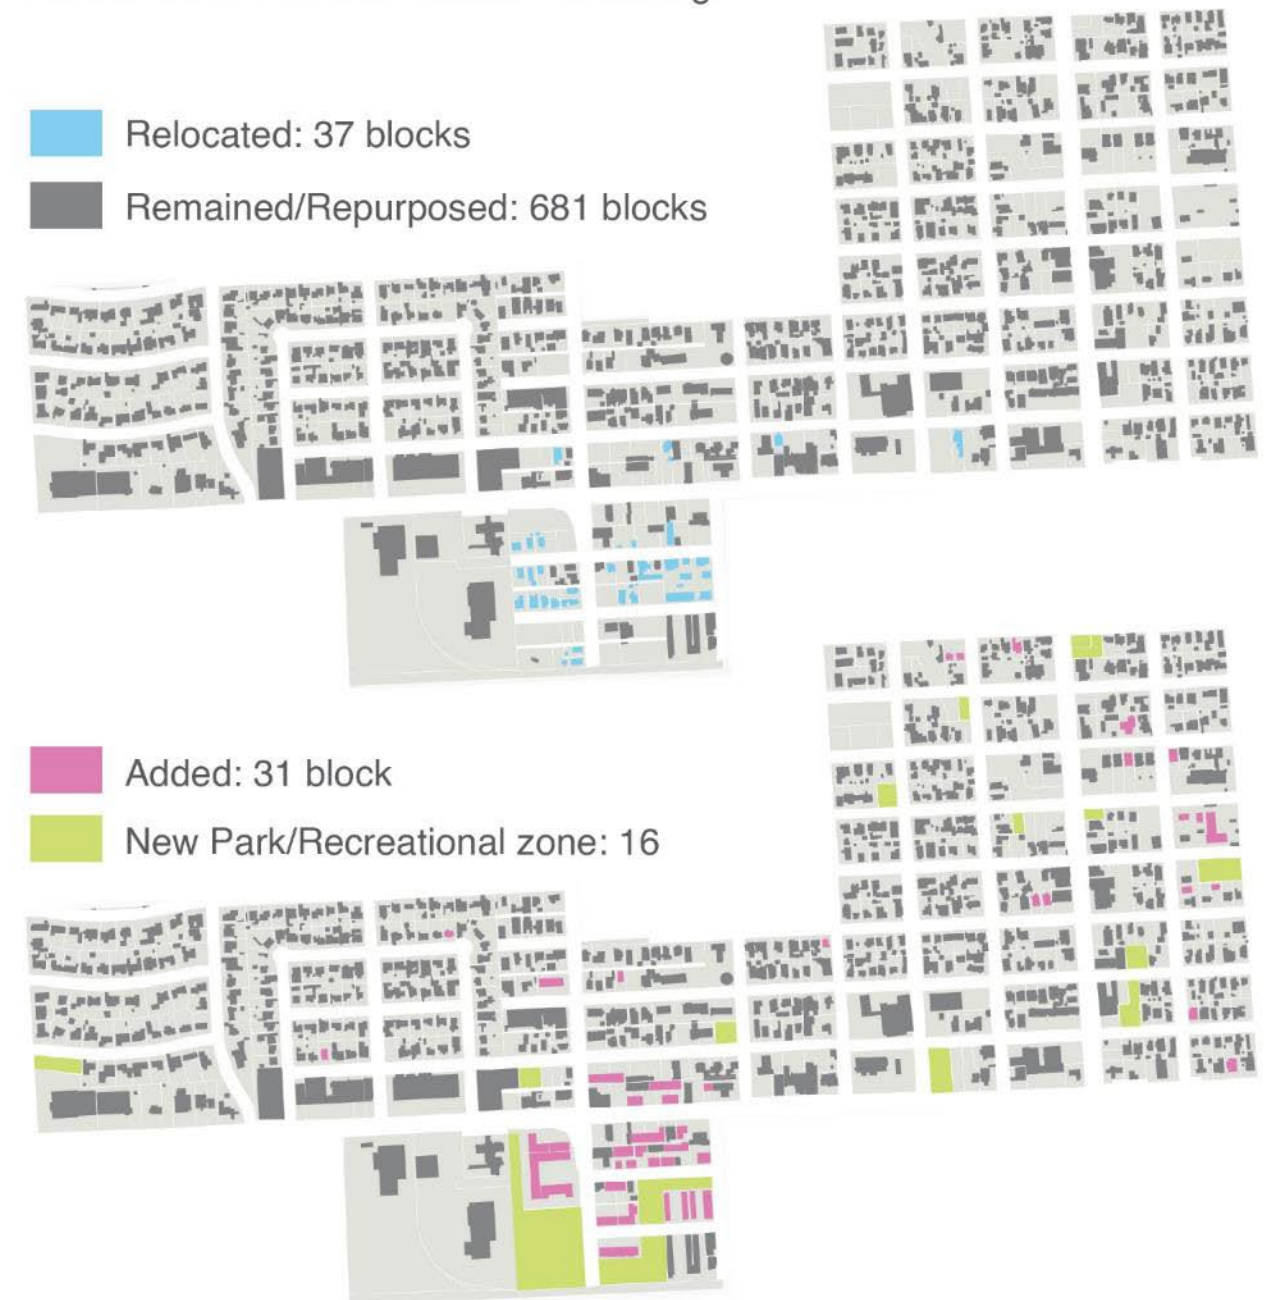 Relocated: 37 blocks
Remained/Repurposed: 681 blocks
Added: 31 block
New Park/Recreational zone: 16